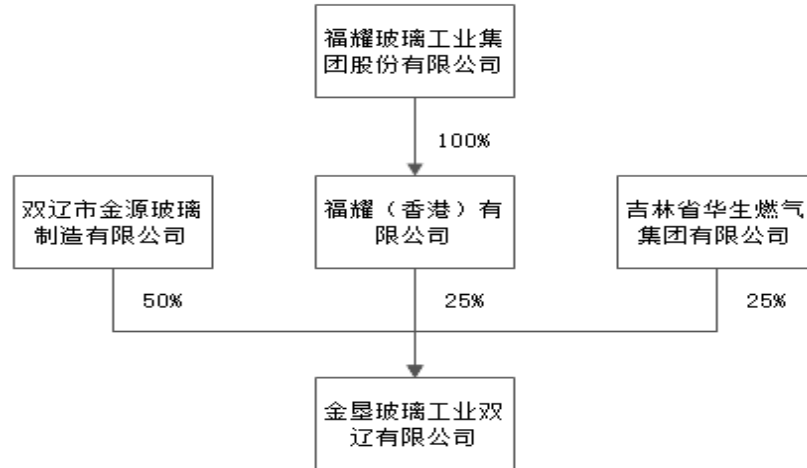 福耀玻璃工业集
团股份有限公司
100%
双辽市金源玻璃
制造有限公司
福耀（香港）有
限公司
吉林省华生燃气
集团有限公司
50%
25%
25%
金垦玻璃工业双
辽有限公司